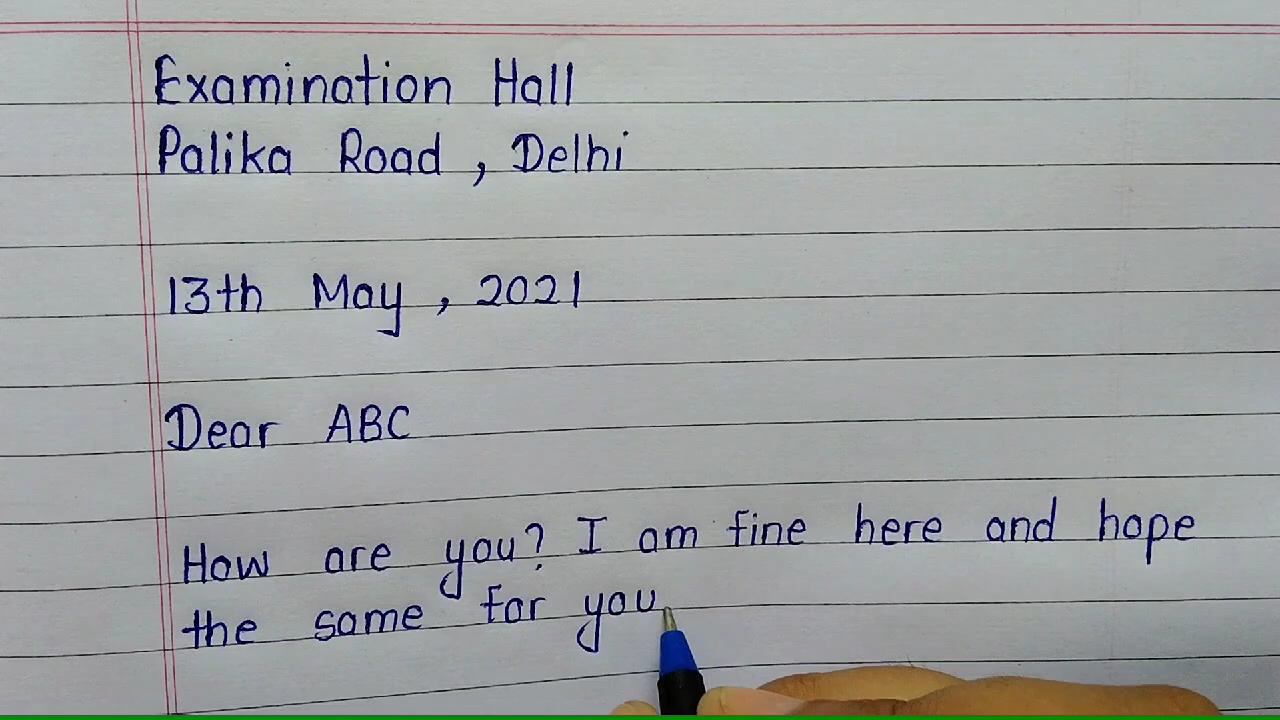 Examination Hall
Palika Road, Delhi
13th May, 2021
Dear ABC
How are you? I am fine here and hope
the same for you